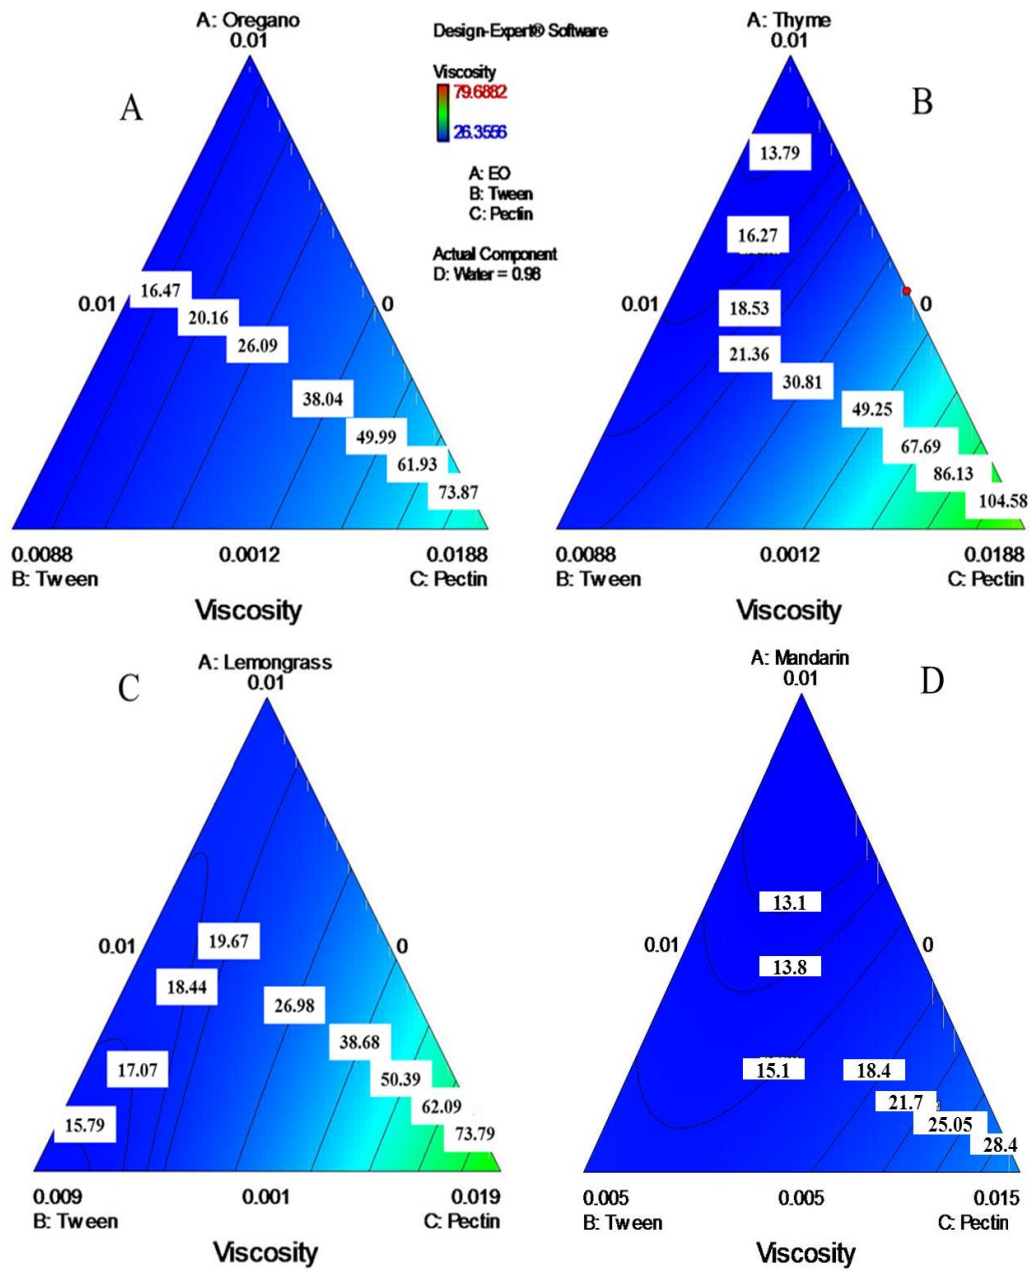 A: Oregano
0.01
A
16.47
0.01
20.16
0
26.09
38.04
49.99
61.93
73.87
0.0088
0.0012
0.0188
B: Tween
C: Pectin
Viscosity
Design-Expert® Software
Viscosity
79.6882
26.3556
A: EO
B: Tween
C: Pectin
Actual Component
D: Water = 0.98
A: Thyme
0.01
B
13.79
16.27
0.01
18.53
0
21.36
30.81
49.25
67.69
86.13
104.58
0.0088
0.0012
0.0188
B: Tween
C: Pectin
Viscosity
A: Lemongrass
0.01
C
19.67
0.01
0
18.44
26.98
38.68
17.07
50.39
62.09
15.79
73.79
0.009
0.001
0.019
B: Tween
C: Pectin
Viscosity
A: Mandarin
0.01
D
13.1
0.01
0
13.8
15.1
18.4
21.7
25.05
28.4
0.005
0.005
0.015
B: Tween
C: Pectin
Viscosity